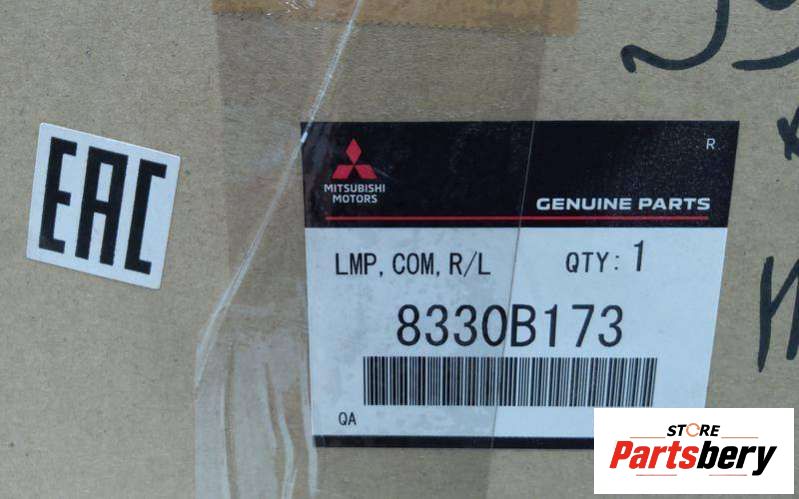 EAC
R
MITSUBISHI
MOTORS
GENUINE PARTS
LMP, COM, R/L QTY: 1
8330B173
QA
STORE
Partsbery